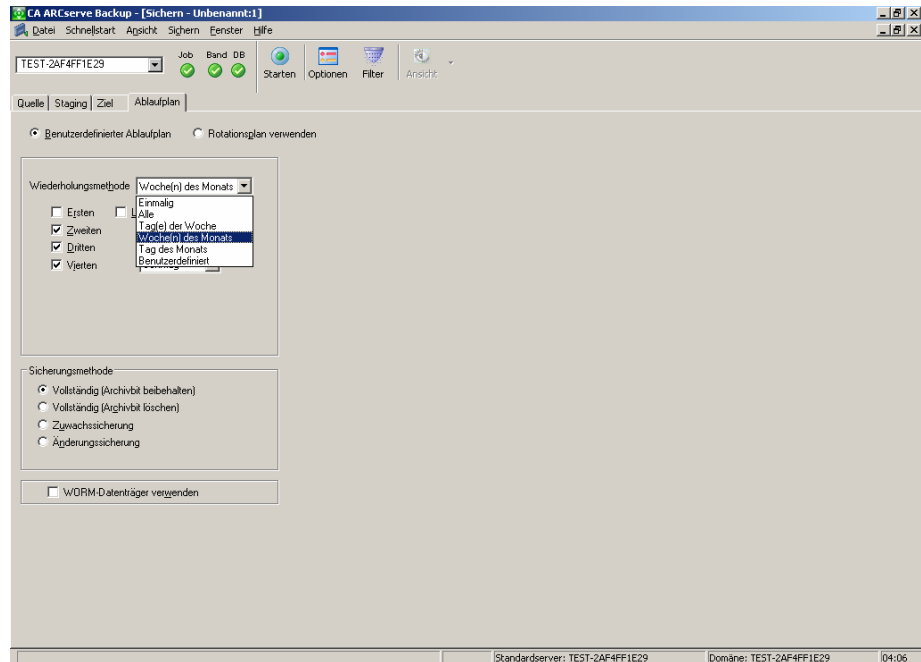 CA ARCserve Backup - [Sichern - Unbenannt:1]
Datei Schnellstart Ansicht Sichern Fenster Hilfe
TEST-2AF4FF1E29
Job Band DB
Starten Optionen Filter Ansicht
Quelle Staging Ziel Ablaufplan
Benutzerdefinierter Ablaufplan Rotationsplan verwenden
Wiederholungsmethode Woche(n) des Monats
Einmalig
Ersten
Alle
Tag(e) der Woche
Zweiten
Woche(n) des Monats
Dritten
Tag des Monats
Vierten
Benutzerdefiniert
Sicherungsmethode
Vollständig (Archivbit beibehalten)
Vollständig (Archivbit löschen)
Zuwachssicherung
Änderungssicherung
WORM-Datenträger verwenden
Standardserver: TEST-2AF4FF1E29 Domäne: TEST-2AF4FF1E29 04:06